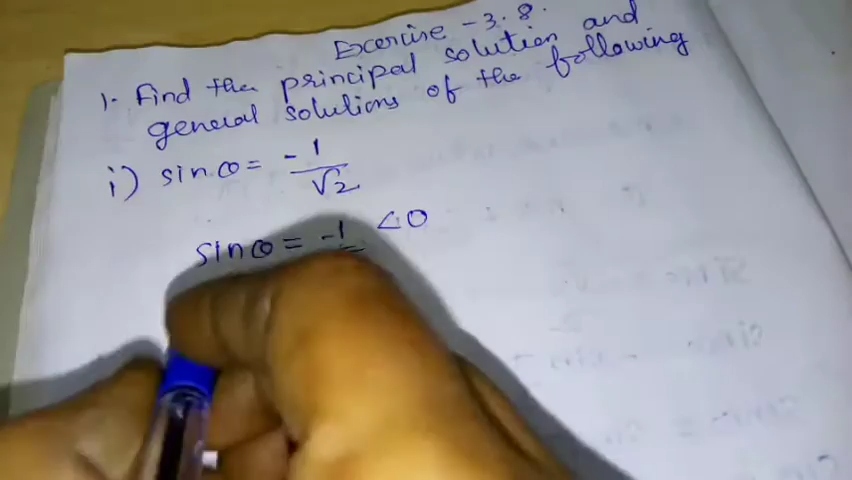 Excercise - 3.8.
1. Find the principal solution and
general solutions of the following
i) sin θ = -1/√2
sin θ = -1 < 0